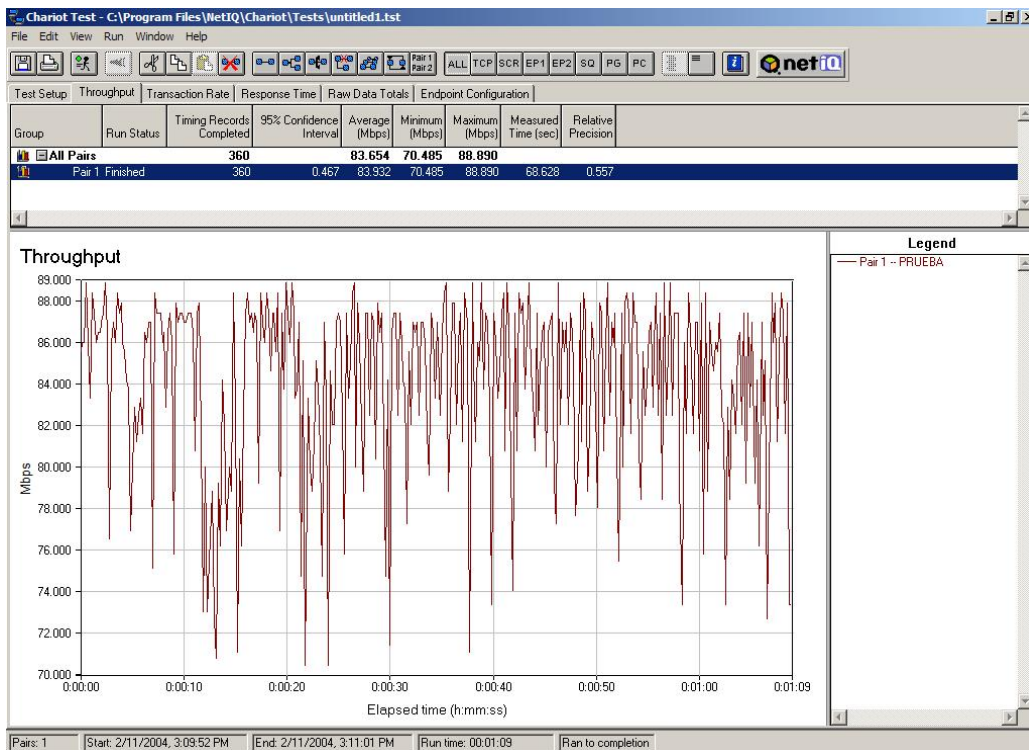 Chariot Test - C:\Program Files\NetIQ\Chariot\Tests\untitled1.tst
File Edit View Run Window Help
Pair 1 Pair 2 ALL TCP SCR EP1 EP2 SQ PG PC netiQ
Test Setup Throughput Transaction Rate Response Time Raw Data Totals Endpoint Configuration
Group Run Status Timing Records Completed 95% Confidence Interval Average (Mbps) Minimum (Mbps) Maximum (Mbps) Measured Time (sec) Relative Precision
All Pairs 360 83.654 70.485 88.890
Pair 1 Finished 360 0.467 83.932 70.485 88.890 68.628 0.557
Throughput
Legend
Pair 1 -- PRUEBA
89.000
88.000
86.000
84.000
82.000
80.000
78.000
76.000
74.000
72.000
70.000
Mbps
0:00:00 0:00:10 0:00:20 0:00:30 0:00:40 0:00:50 0:01:00 0:01:09
Elapsed time (h:mm:ss)
Pairs: 1 Start: 2/11/2004, 3:09:52 PM End: 2/11/2004, 3:11:01 PM Run time: 00:01:09 Ran to completion